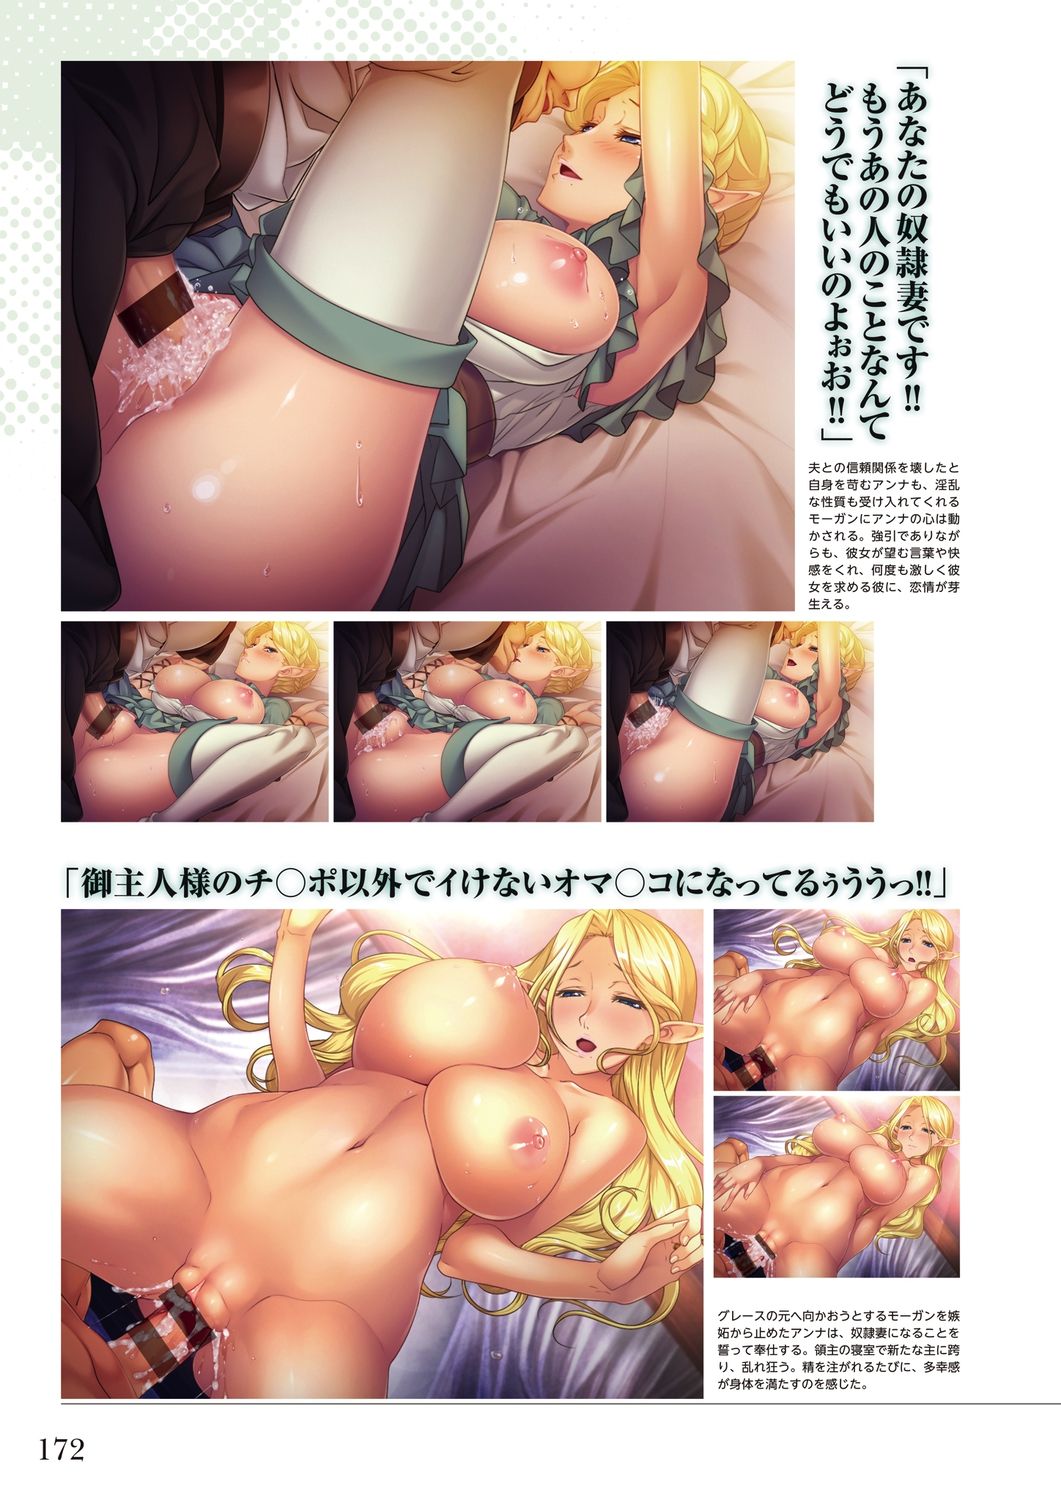 「あなたの奴隷妻です!!
もうあの人のことなんて
どうでもいいのよぉお!!」
夫との信頼関係を壊したと
自身を苛むアンナも、淫乱
な性質も受け入れてくれる
モーガンにアンナの心は動
かされる。強引でありなが
らも、彼女が望む言葉や快
感をくれ、何度も激しく彼
女を求める彼に、恋情が芽
生える。
「御主人様のチ○ポ以外でイけないオマ○コになってるぅううっ!!」
グレースの元へ向かおうとするモーガンを嫉
妬から止めたアンナは、奴隷妻になることを
誓って奉仕する。領主の寝室で新たな主に跨
り、乱れ狂う。精を注がれるたびに、多幸感
が身体を満たすのを感じた。
172